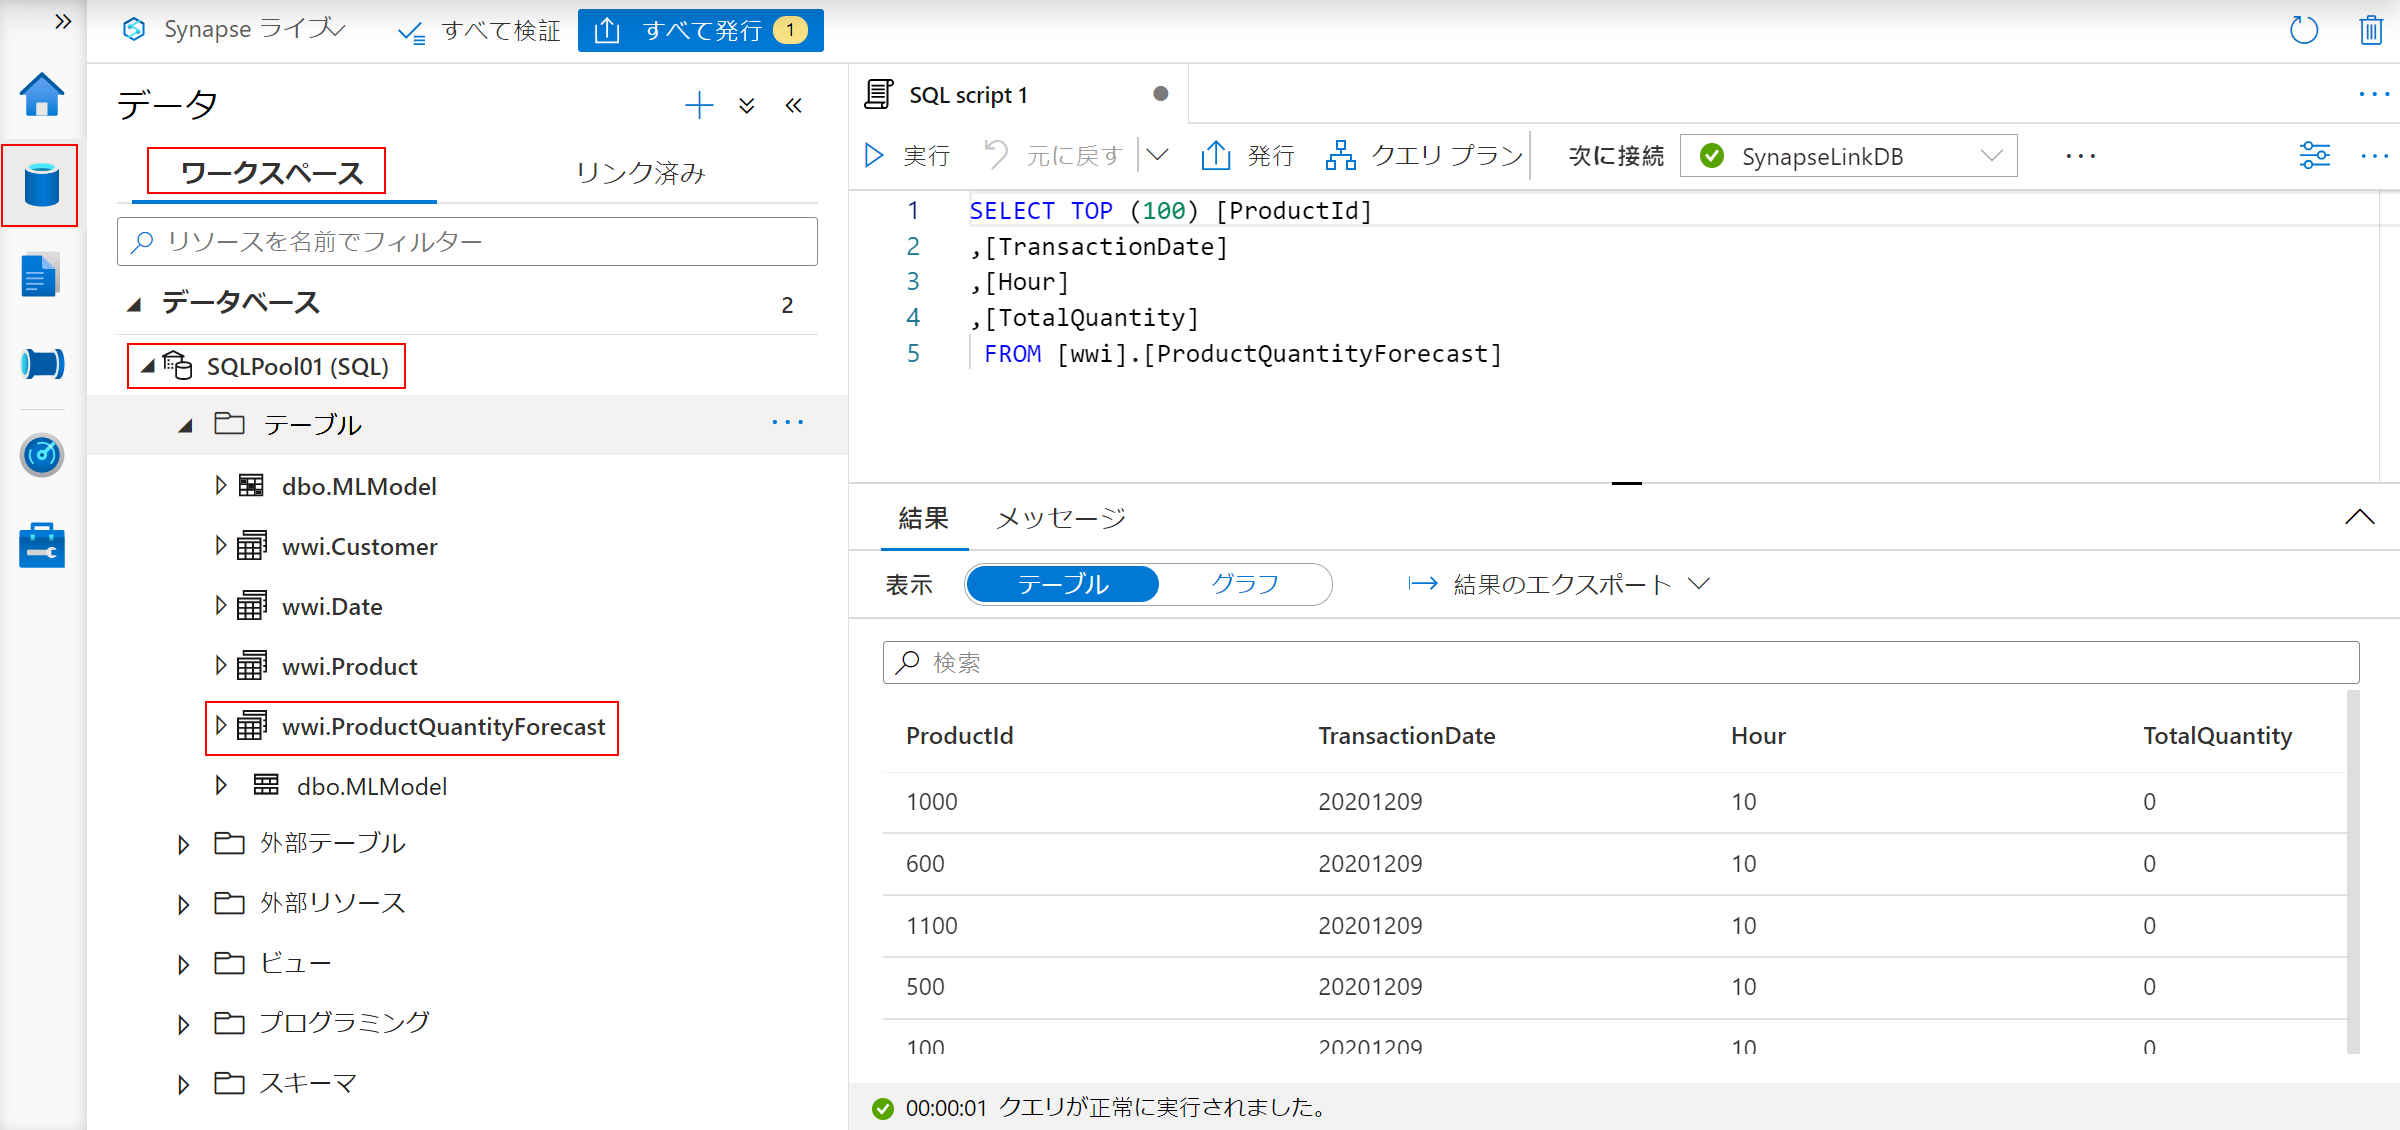 Synapse ライブ
すべて検証
すべて発行 1
データ
ワークスペース
リンク済み
リソースを名前でフィルター
データベース 2
SQLPool01 (SQL)
テーブル
dbo.MLModel
wwi.Customer
wwi.Date
wwi.Product
wwi.ProductQuantityForecast
dbo.MLModel
外部テーブル
外部リソース
ビュー
プログラミング
スキーマ
SQL script 1
実行 元に戻す 発行 クエリ プラン 次に接続 SynapseLinkDB
1 SELECT TOP (100) [ProductId]
2 ,[TransactionDate]
3 ,[Hour]
4 ,[TotalQuantity]
5 FROM [wwi].[ProductQuantityForecast]
結果 メッセージ
表示 テーブル グラフ 結果のエクスポート
検索
ProductId TransactionDate Hour TotalQuantity
1000 20201209 10 0
600 20201209 10 0
1100 20201209 10 0
500 20201209 10 0
100 20201209 10 0
00:00:01 クエリが正常に実行されました。